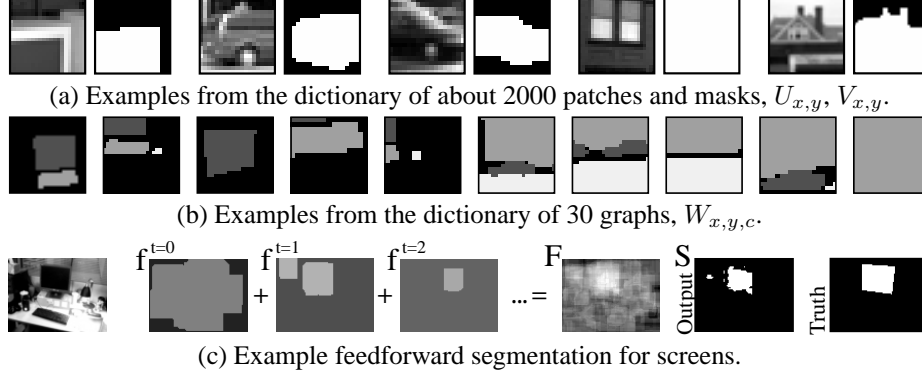 (a) Examples from the dictionary of about 2000 patches and masks, U_{x,y}, V_{x,y}.
(b) Examples from the dictionary of 30 graphs, W_{x,y,c}.
f^{t=0} + f^{t=1} + f^{t=2} ...= F S
Output Truth
(c) Example feedforward segmentation for screens.